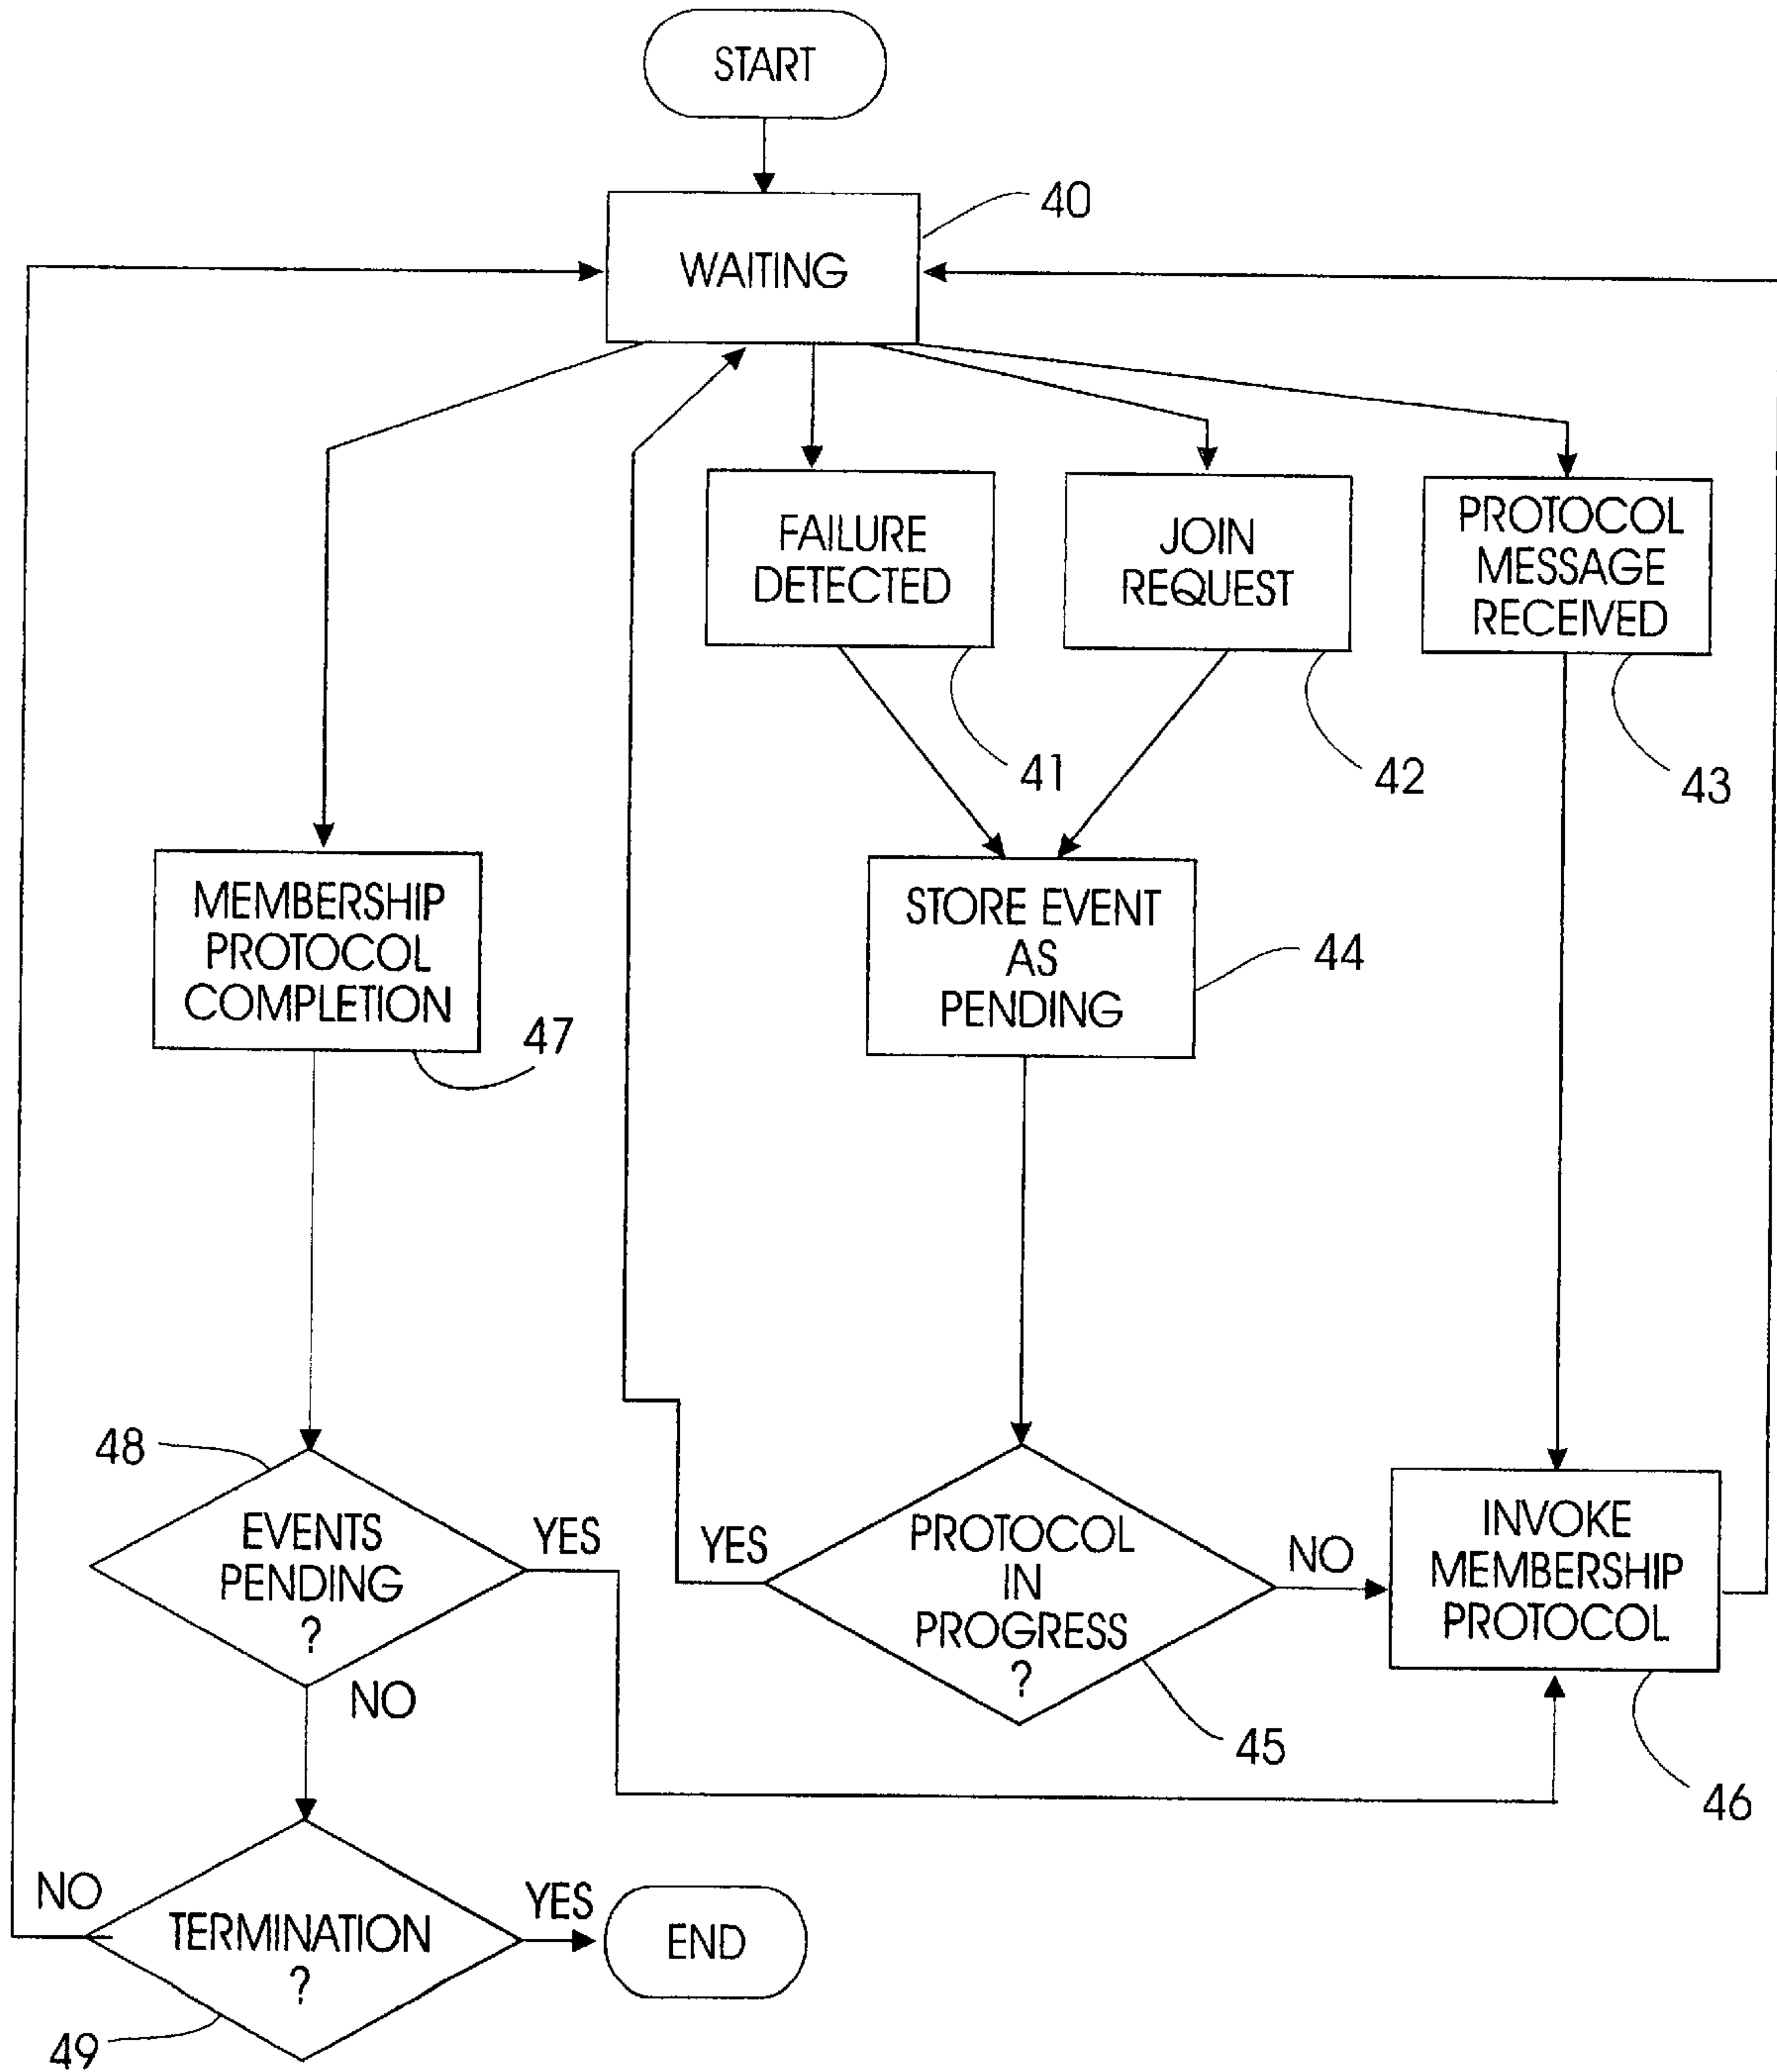 START
WAITING
40
FAILURE
DETECTED
41
JOIN
REQUEST
42
PROTOCOL
MESSAGE
RECEIVED
43
MEMBERSHIP
PROTOCOL
COMPLETION
47
STORE EVENT
AS
PENDING
44
48
EVENTS
PENDING
?
YES
NO
YES
PROTOCOL
IN
PROGRESS
?
45
NO
INVOKE
MEMBERSHIP
PROTOCOL
46
NO
TERMINATION
?
49
YES
END